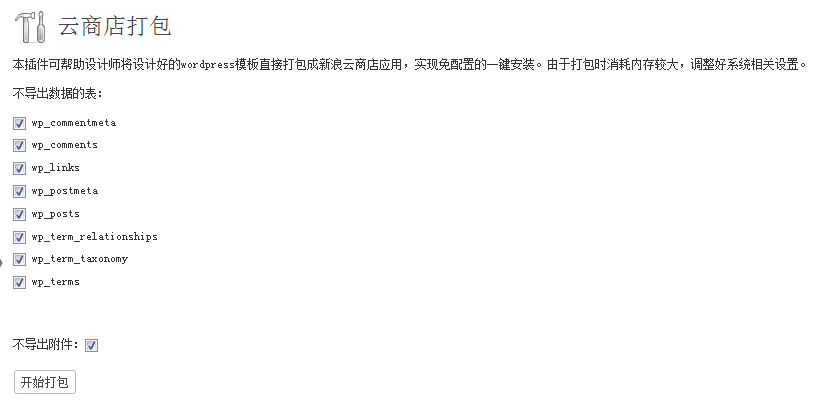 云商店打包
本插件可帮助设计师将设计好的wordpress模板直接打包成新浪云商店应用，实现免配置的一键安装。由于打包时消耗内存较大，调整好系统相关设置。
不导出数据的表：
wp_commentmeta
wp_comments
wp_links
wp_postmeta
wp_posts
wp_term_relationships
wp_term_taxonomy
wp_terms
不导出附件：
开始打包